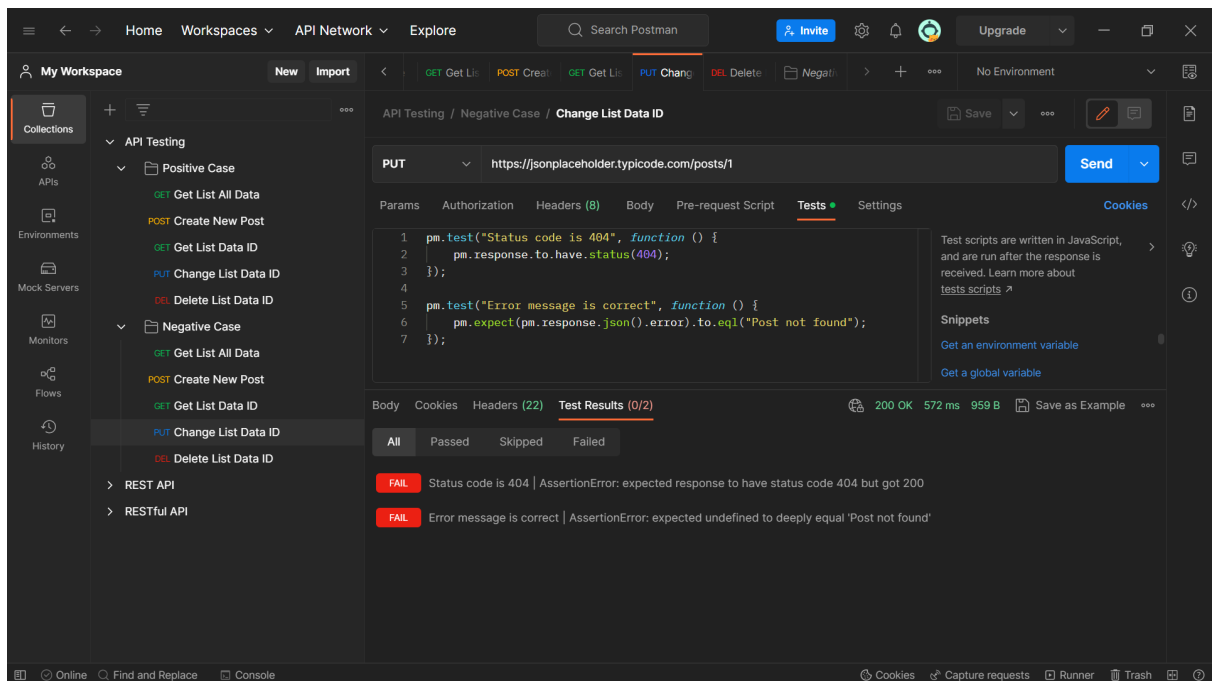 Home Workspaces API Network Explore Search Postman Invite Upgrade
My Workspace New Import GET Get Lis POST Creat GET Get Lis PUT Chang DEL Delete Negati No Environment
Collections
APIs
Environments
Mock Servers
Monitors
Flows
History
API Testing
Positive Case
GET Get List All Data
POST Create New Post
GET Get List Data ID
PUT Change List Data ID
DEL Delete List Data ID
Negative Case
GET Get List All Data
POST Create New Post
GET Get List Data ID
PUT Change List Data ID
DEL Delete List Data ID
REST API
RESTful API
API Testing / Negative Case / Change List Data ID Save
PUT https://jsonplaceholder.typicode.com/posts/1 Send
Params Authorization Headers (8) Body Pre-request Script Tests Settings Cookies
1 pm.test("Status code is 404", function () {
2 pm.response.to.have.status(404);
3 });
4
5 pm.test("Error message is correct", function () {
6 pm.expect(pm.response.json().error).to.eql("Post not found");
7 });
Test scripts are written in JavaScript,
and are run after the response is
received. Learn more about
tests scripts
Snippets
Get an environment variable
Get a global variable
Body Cookies Headers (22) Test Results (0/2) 200 OK 572 ms 959 B Save as Example
All Passed Skipped Failed
FAIL Status code is 404 | AssertionError: expected response to have status code 404 but got 200
FAIL Error message is correct | AssertionError: expected undefined to deeply equal 'Post not found'
Online Find and Replace Console Cookies Capture requests Runner Trash